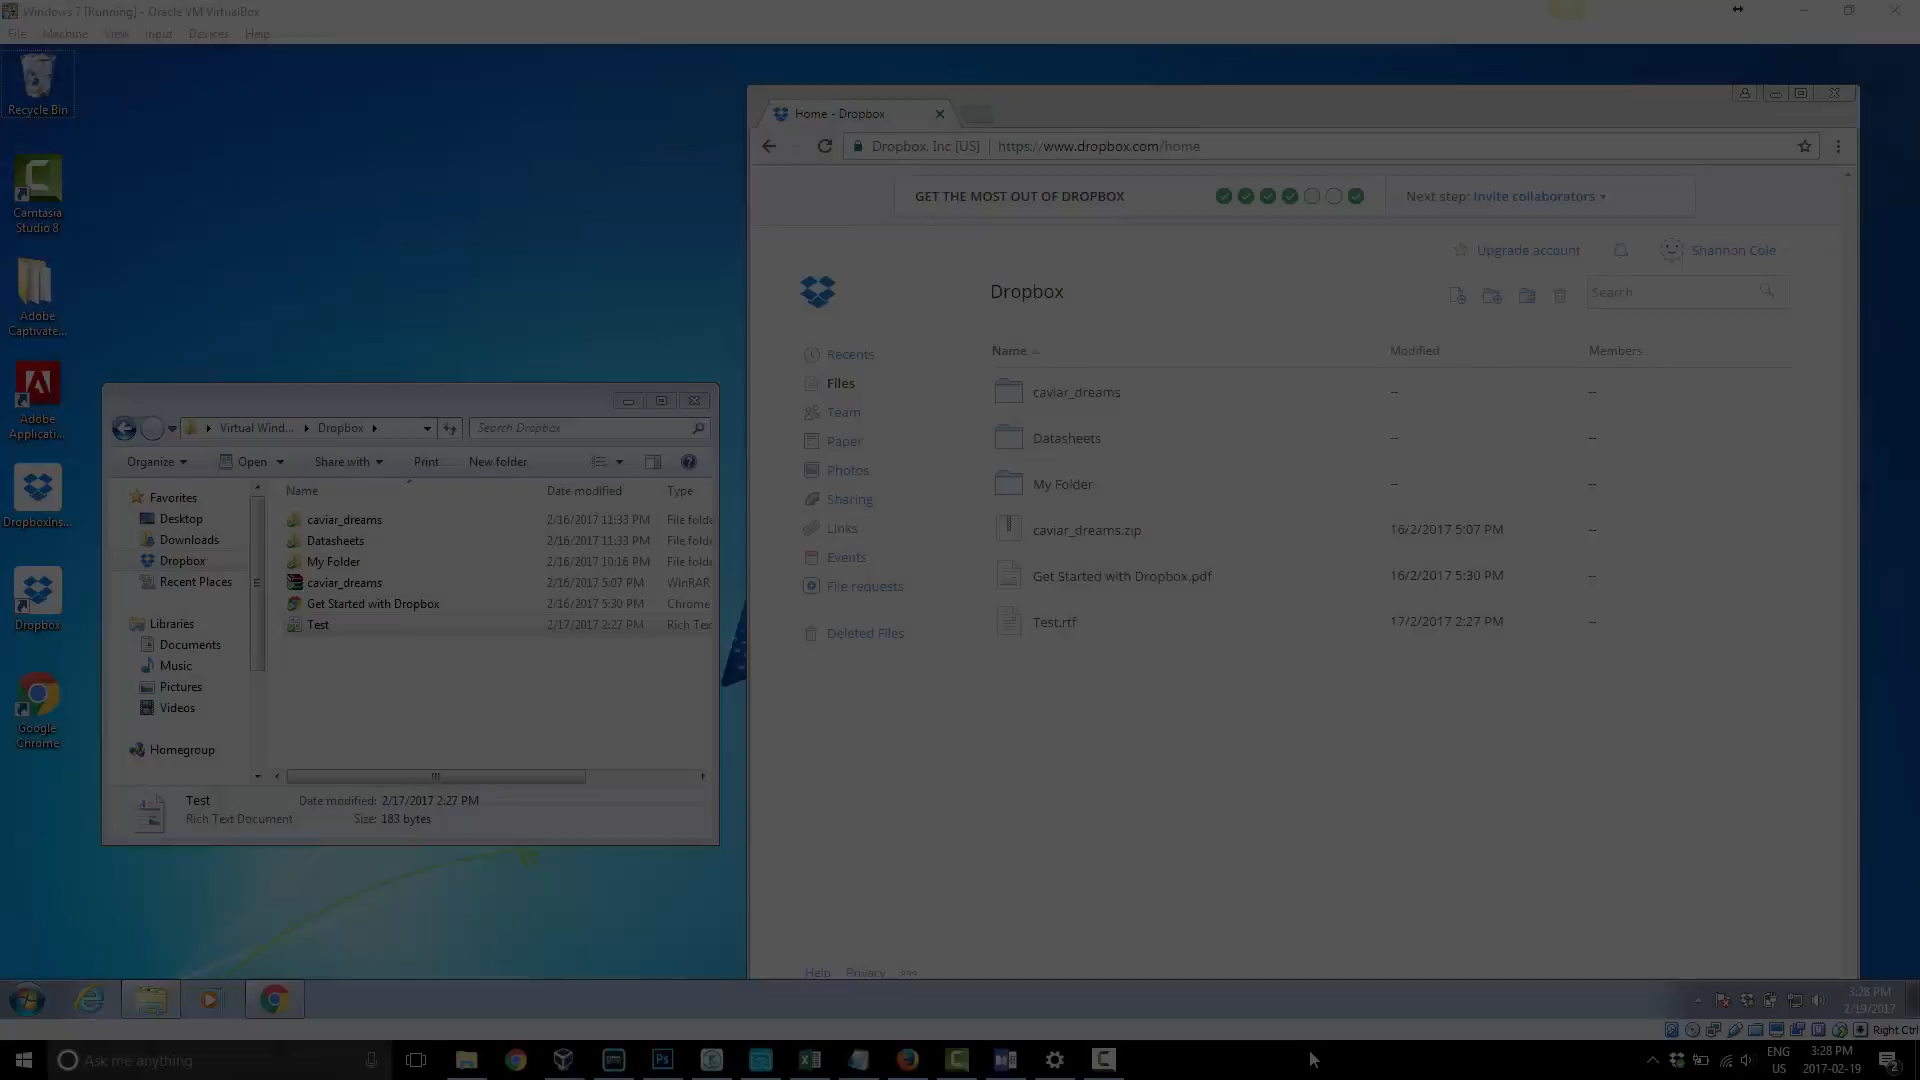 Windows 7 [Running] - Oracle VM VirtualBox
File Machine View Input Devices Help
Recycle Bin
Camtasia
Studio 8
Adobe
Captivate...
Adobe
Applicati...
DropboxIns...
Dropbox
Google
Chrome
Home - Dropbox
Dropbox, Inc [US] | https://www.dropbox.com/home
GET THE MOST OUT OF DROPBOX
Next step: Invite collaborators
Upgrade account
Shannon Cole
Dropbox
Search
Recents
Files
Team
Paper
Photos
Sharing
Links
Events
File requests
Deleted Files
Name Modified Members
caviar_dreams -- --
Datasheets -- --
My Folder -- --
caviar_dreams.zip 16/2/2017 5:07 PM --
Get Started with Dropbox.pdf 16/2/2017 5:30 PM --
Test.rtf 17/2/2017 2:27 PM --
Help Privacy
Virtual Wind... Dropbox
Search Dropbox
Organize Open Share with Print New folder
Favorites
Desktop
Downloads
Dropbox
Recent Places
Libraries
Documents
Music
Pictures
Videos
Homegroup
Name Date modified Type
caviar_dreams 2/16/2017 11:33 PM File folde
Datasheets 2/16/2017 11:33 PM File folde
My Folder 2/16/2017 10:16 PM File folde
caviar_dreams 2/16/2017 5:07 PM WinRAR
Get Started with Dropbox 2/16/2017 5:30 PM Chrome
Test 2/17/2017 2:27 PM Rich Tex
Test Date modified: 2/17/2017 2:27 PM
Rich Text Document Size: 183 bytes
3:28 PM
2/19/2017
Right Ctrl
Ask me anything
ENG
US
3:28 PM
2017-02-19
2